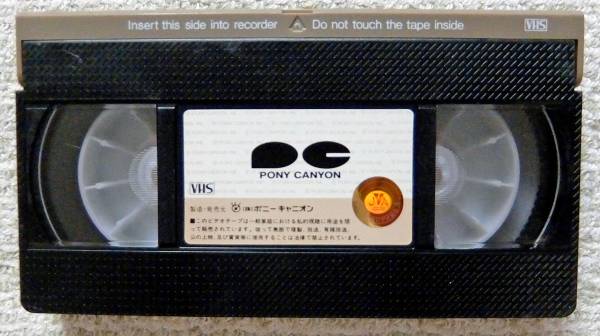 Insert this side into recorder Do not touch the tape inside VHS
PC
PONY CANYON
VHS
製造・発売元 (株)ポニーキャニオン
■このビデオテープは一般家庭における私的視聴に用途を限
って販売されています。従って無断で複製、放送、有線放送、
公の上映、及び賃貸等に使用することは法律で禁止されています。